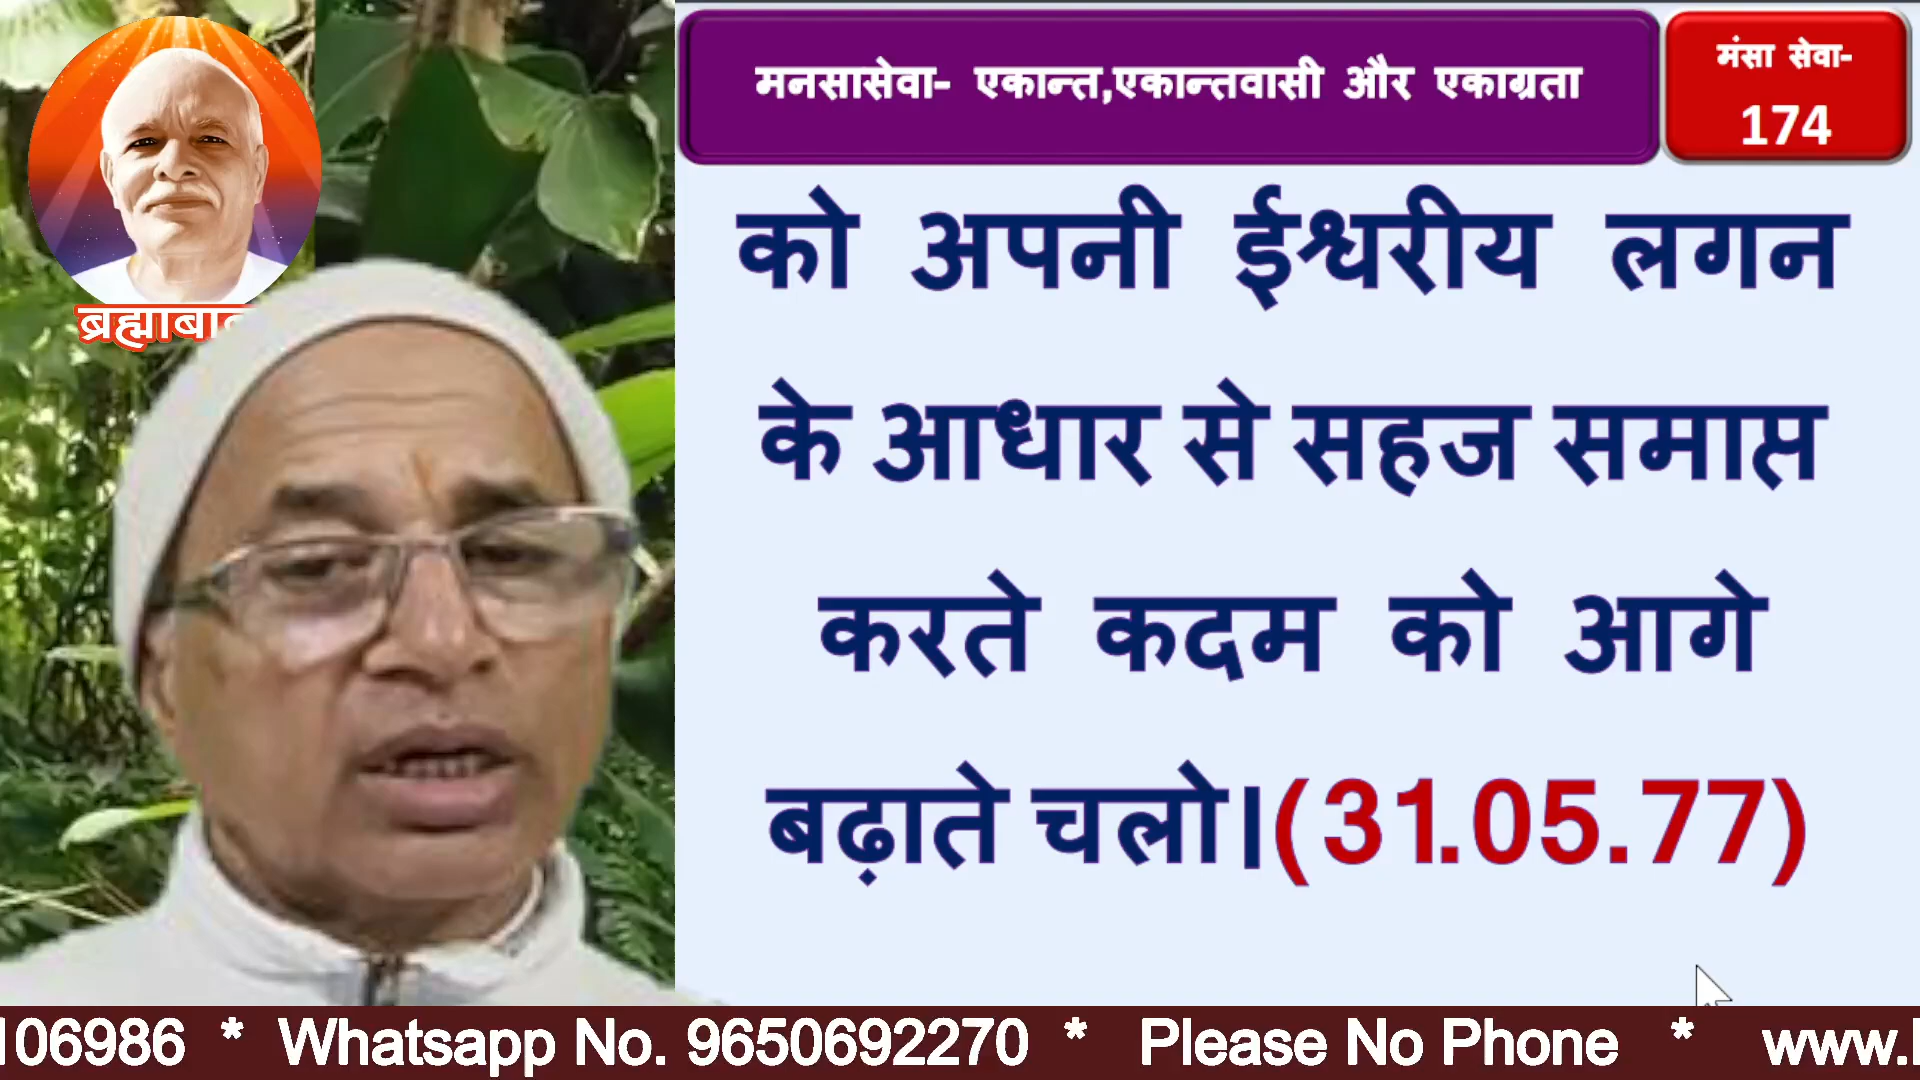 मनसासेवा- एकान्त,एकान्तवासी और एकाग्रता
मंसा सेवा-
174
को अपनी ईश्वरीय लगन
के आधार से सहज समाप्त
करते कदम को आगे
बढ़ाते चलो।(31.05.77)
106986 * Whatsapp No. 9650692270 * Please No Phone * www.